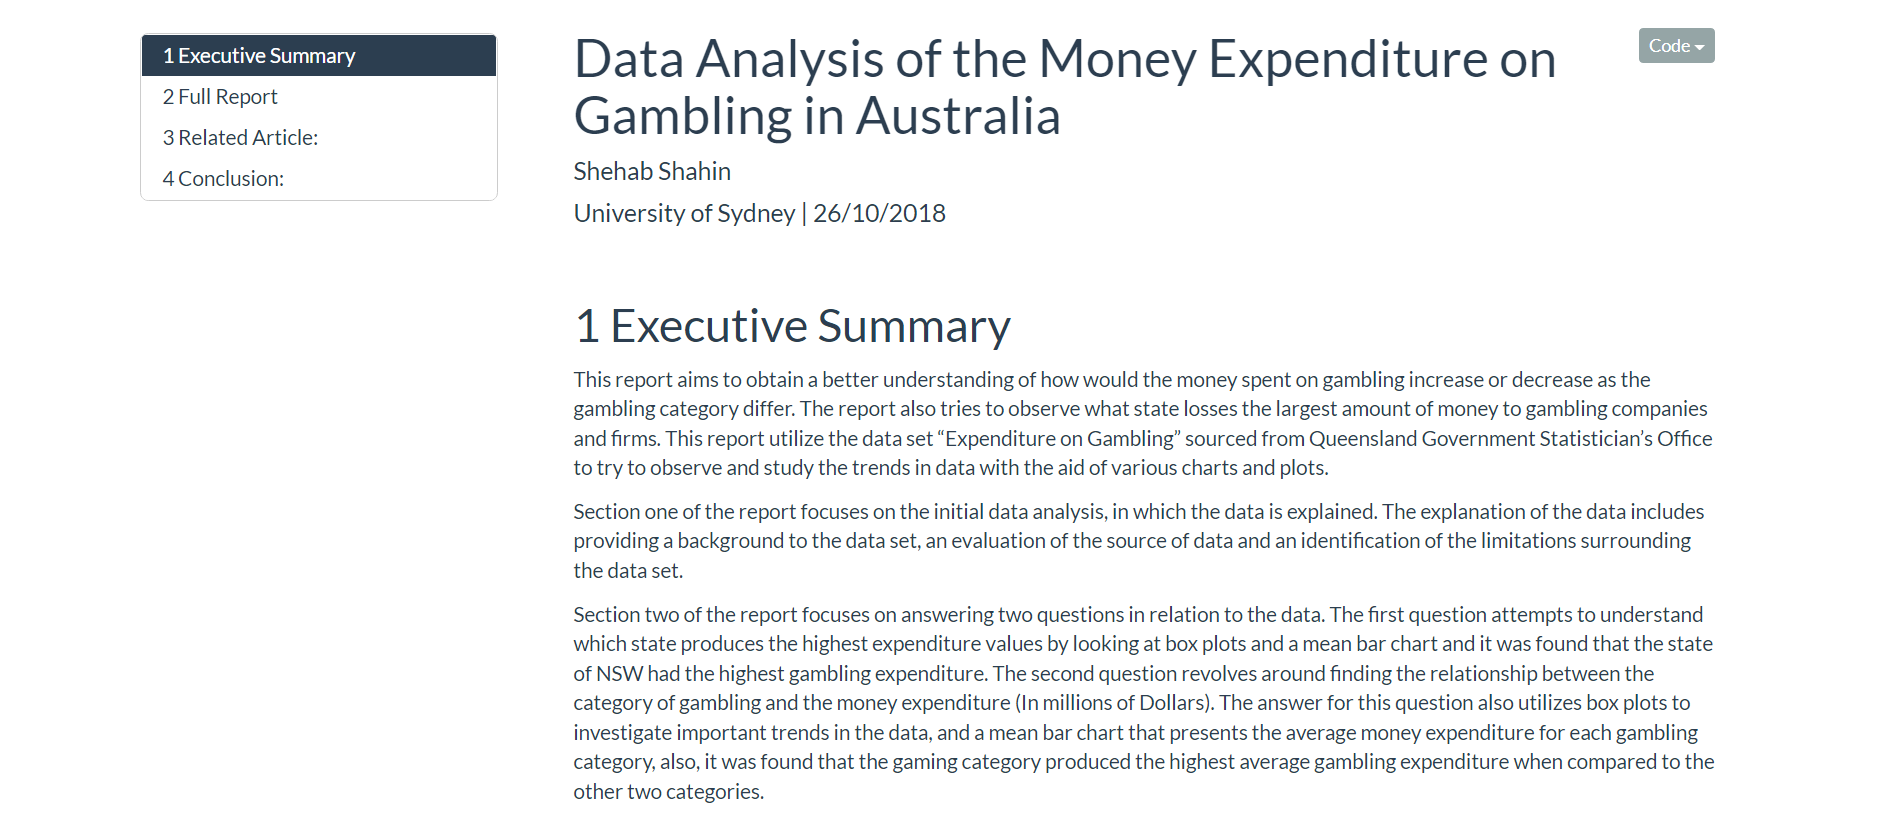 1 Executive Summary
2 Full Report
3 Related Article:
4 Conclusion:
Data Analysis of the Money Expenditure on
Gambling in Australia
Code
Shehab Shahin
University of Sydney | 26/10/2018
1 Executive Summary
This report aims to obtain a better understanding of how would the money spent on gambling increase or decrease as the
gambling category differ. The report also tries to observe what state losses the largest amount of money to gambling companies
and firms. This report utilize the data set “Expenditure on Gambling” sourced from Queensland Government Statistician’s Office
to try to observe and study the trends in data with the aid of various charts and plots.
Section one of the report focuses on the initial data analysis, in which the data is explained. The explanation of the data includes
providing a background to the data set, an evaluation of the source of data and an identification of the limitations surrounding
the data set.
Section two of the report focuses on answering two questions in relation to the data. The first question attempts to understand
which state produces the highest expenditure values by looking at box plots and a mean bar chart and it was found that the state
of NSW had the highest gambling expenditure. The second question revolves around finding the relationship between the
category of gambling and the money expenditure (In millions of Dollars). The answer for this question also utilizes box plots to
investigate important trends in the data, and a mean bar chart that presents the average money expenditure for each gambling
category, also, it was found that the gaming category produced the highest average gambling expenditure when compared to the
other two categories.